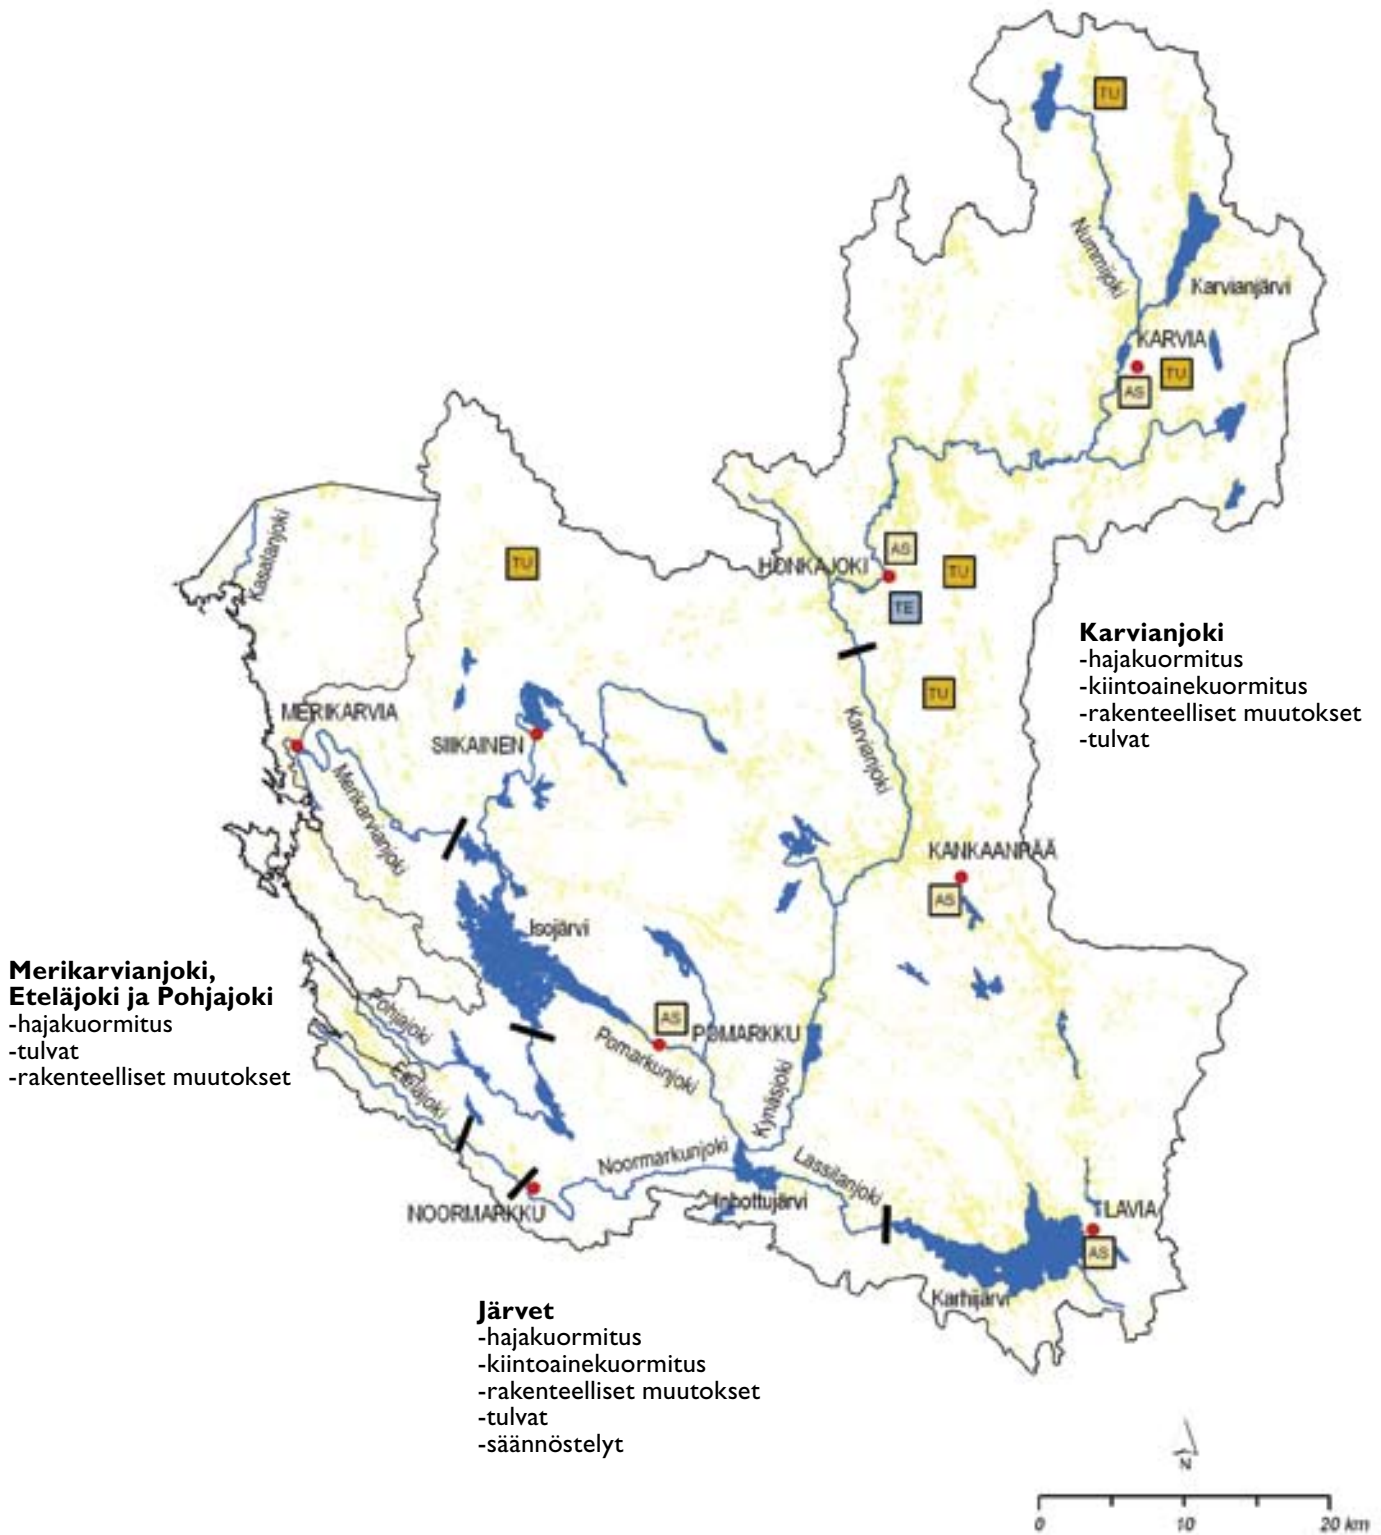 TU
Nummijoki
Karvianjärvi
KARVIA
TU
AS
Kasalanjoki
TU
AS
HONKAJOKI
TU
TE
Karvianjoki
-hajakuormitus
-kiintoainekuormitus
-rakenteelliset muutokset
-tulvat
TU
MERIKARVIA
SIIKAINEN
Karvianjoki
Merikarvianjoki
KANKAANPÄÄ
AS
Isojärvi
Merikarvianjoki,
Eteläjoki ja Pohjajoki
-hajakuormitus
-tulvat
-rakenteelliset muutokset
Pohjajoki
AS
POMARKKU
Pomarkunjoki
Eteläjoki
Kynäsjoki
Noormarkunjoki
Lassilanjoki
NOORMARKKU
Inhottujärvi
LAVIA
AS
Karhijärvi
Järvet
-hajakuormitus
-kiintoainekuormitus
-rakenteelliset muutokset
-tulvat
-säännöstelyt
N
0 10 20 km